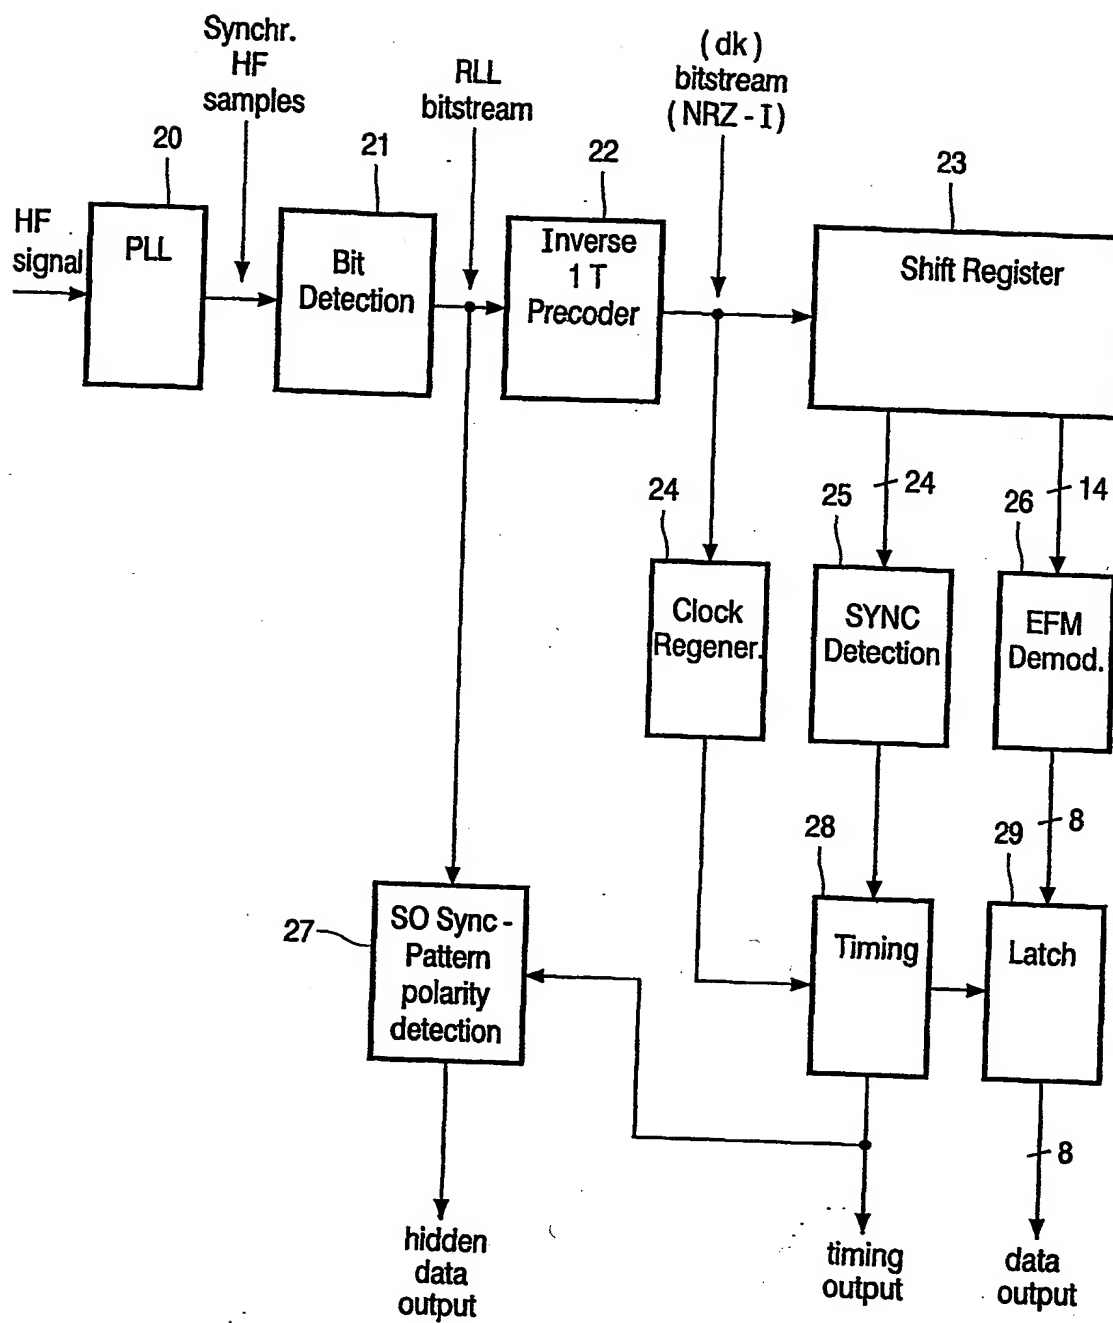 Synchr.
HF
samples
RLL
bitstream
(dk)
bitstream
(NRZ-I)
20
21
22
23
HF
signal
PLL
Bit
Detection
Inverse
1 T
Precoder
Shift Register
24
25
24
26
14
Clock
Regener.
SYNC
Detection
EFM
Demod.
8
28
29
27
SO Sync-
Pattern
polarity
detection
Timing
Latch
8
hidden
data
output
timing
output
data
output